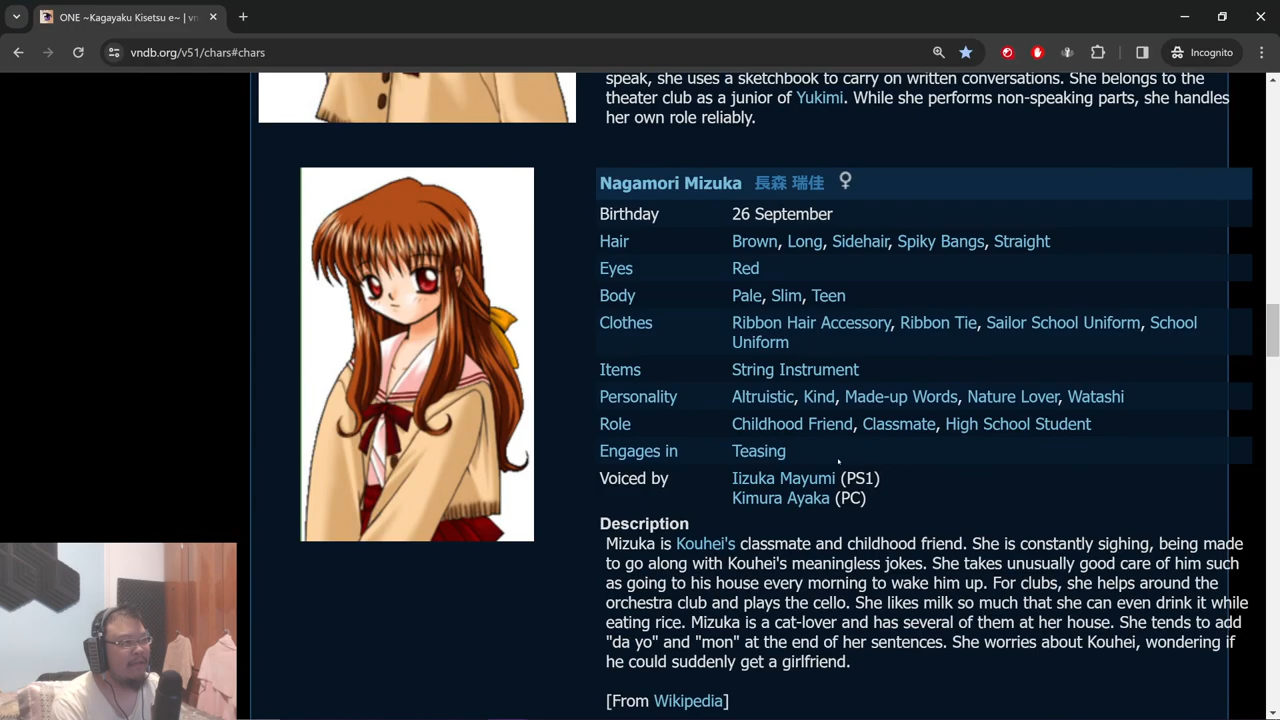 ONE ~Kagayaku Kisetsu e~ | vn
vndb.org/v51/chars#chars
Incognito
speak, she uses a sketchbook to carry on written conversations. She belongs to the
theater club as a junior of Yukimi. While she performs non-speaking parts, she handles
her own role reliably.
Nagamori Mizuka 長森 瑞佳 ♀
Birthday 26 September
Hair Brown, Long, Sidehair, Spiky Bangs, Straight
Eyes Red
Body Pale, Slim, Teen
Clothes Ribbon Hair Accessory, Ribbon Tie, Sailor School Uniform, School
Uniform
Items String Instrument
Personality Altruistic, Kind, Made-up Words, Nature Lover, Watashi
Role Childhood Friend, Classmate, High School Student
Engages in Teasing
Voiced by Iizuka Mayumi (PS1)
Kimura Ayaka (PC)
Description
Mizuka is Kouhei's classmate and childhood friend. She is constantly sighing, being made
to go along with Kouhei's meaningless jokes. She takes unusually good care of him such
as going to his house every morning to wake him up. For clubs, she helps around the
orchestra club and plays the cello. She likes milk so much that she can even drink it while
eating rice. Mizuka is a cat-lover and has several of them at her house. She tends to add
"da yo" and "mon" at the end of her sentences. She worries about Kouhei, wondering if
he could suddenly get a girlfriend.
[From Wikipedia]